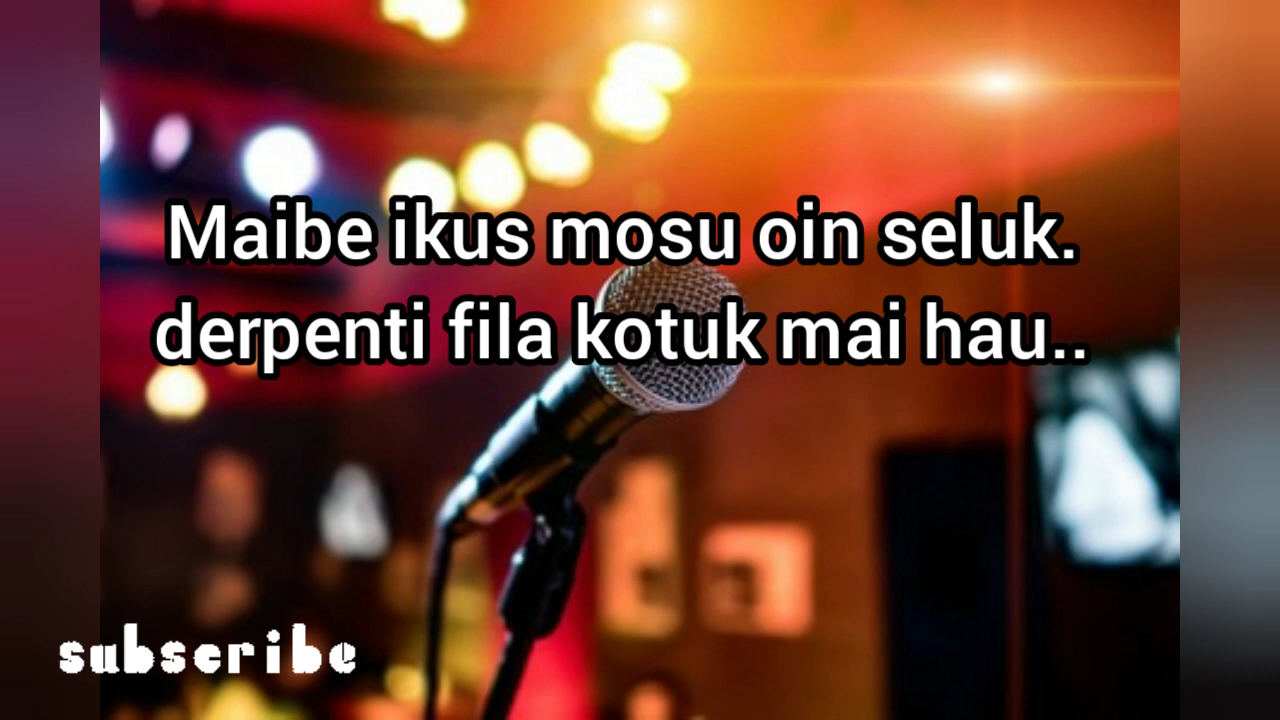 Maibe ikus mosu oin seluk.
derpenti fila kotuk mai hau..
subscribe